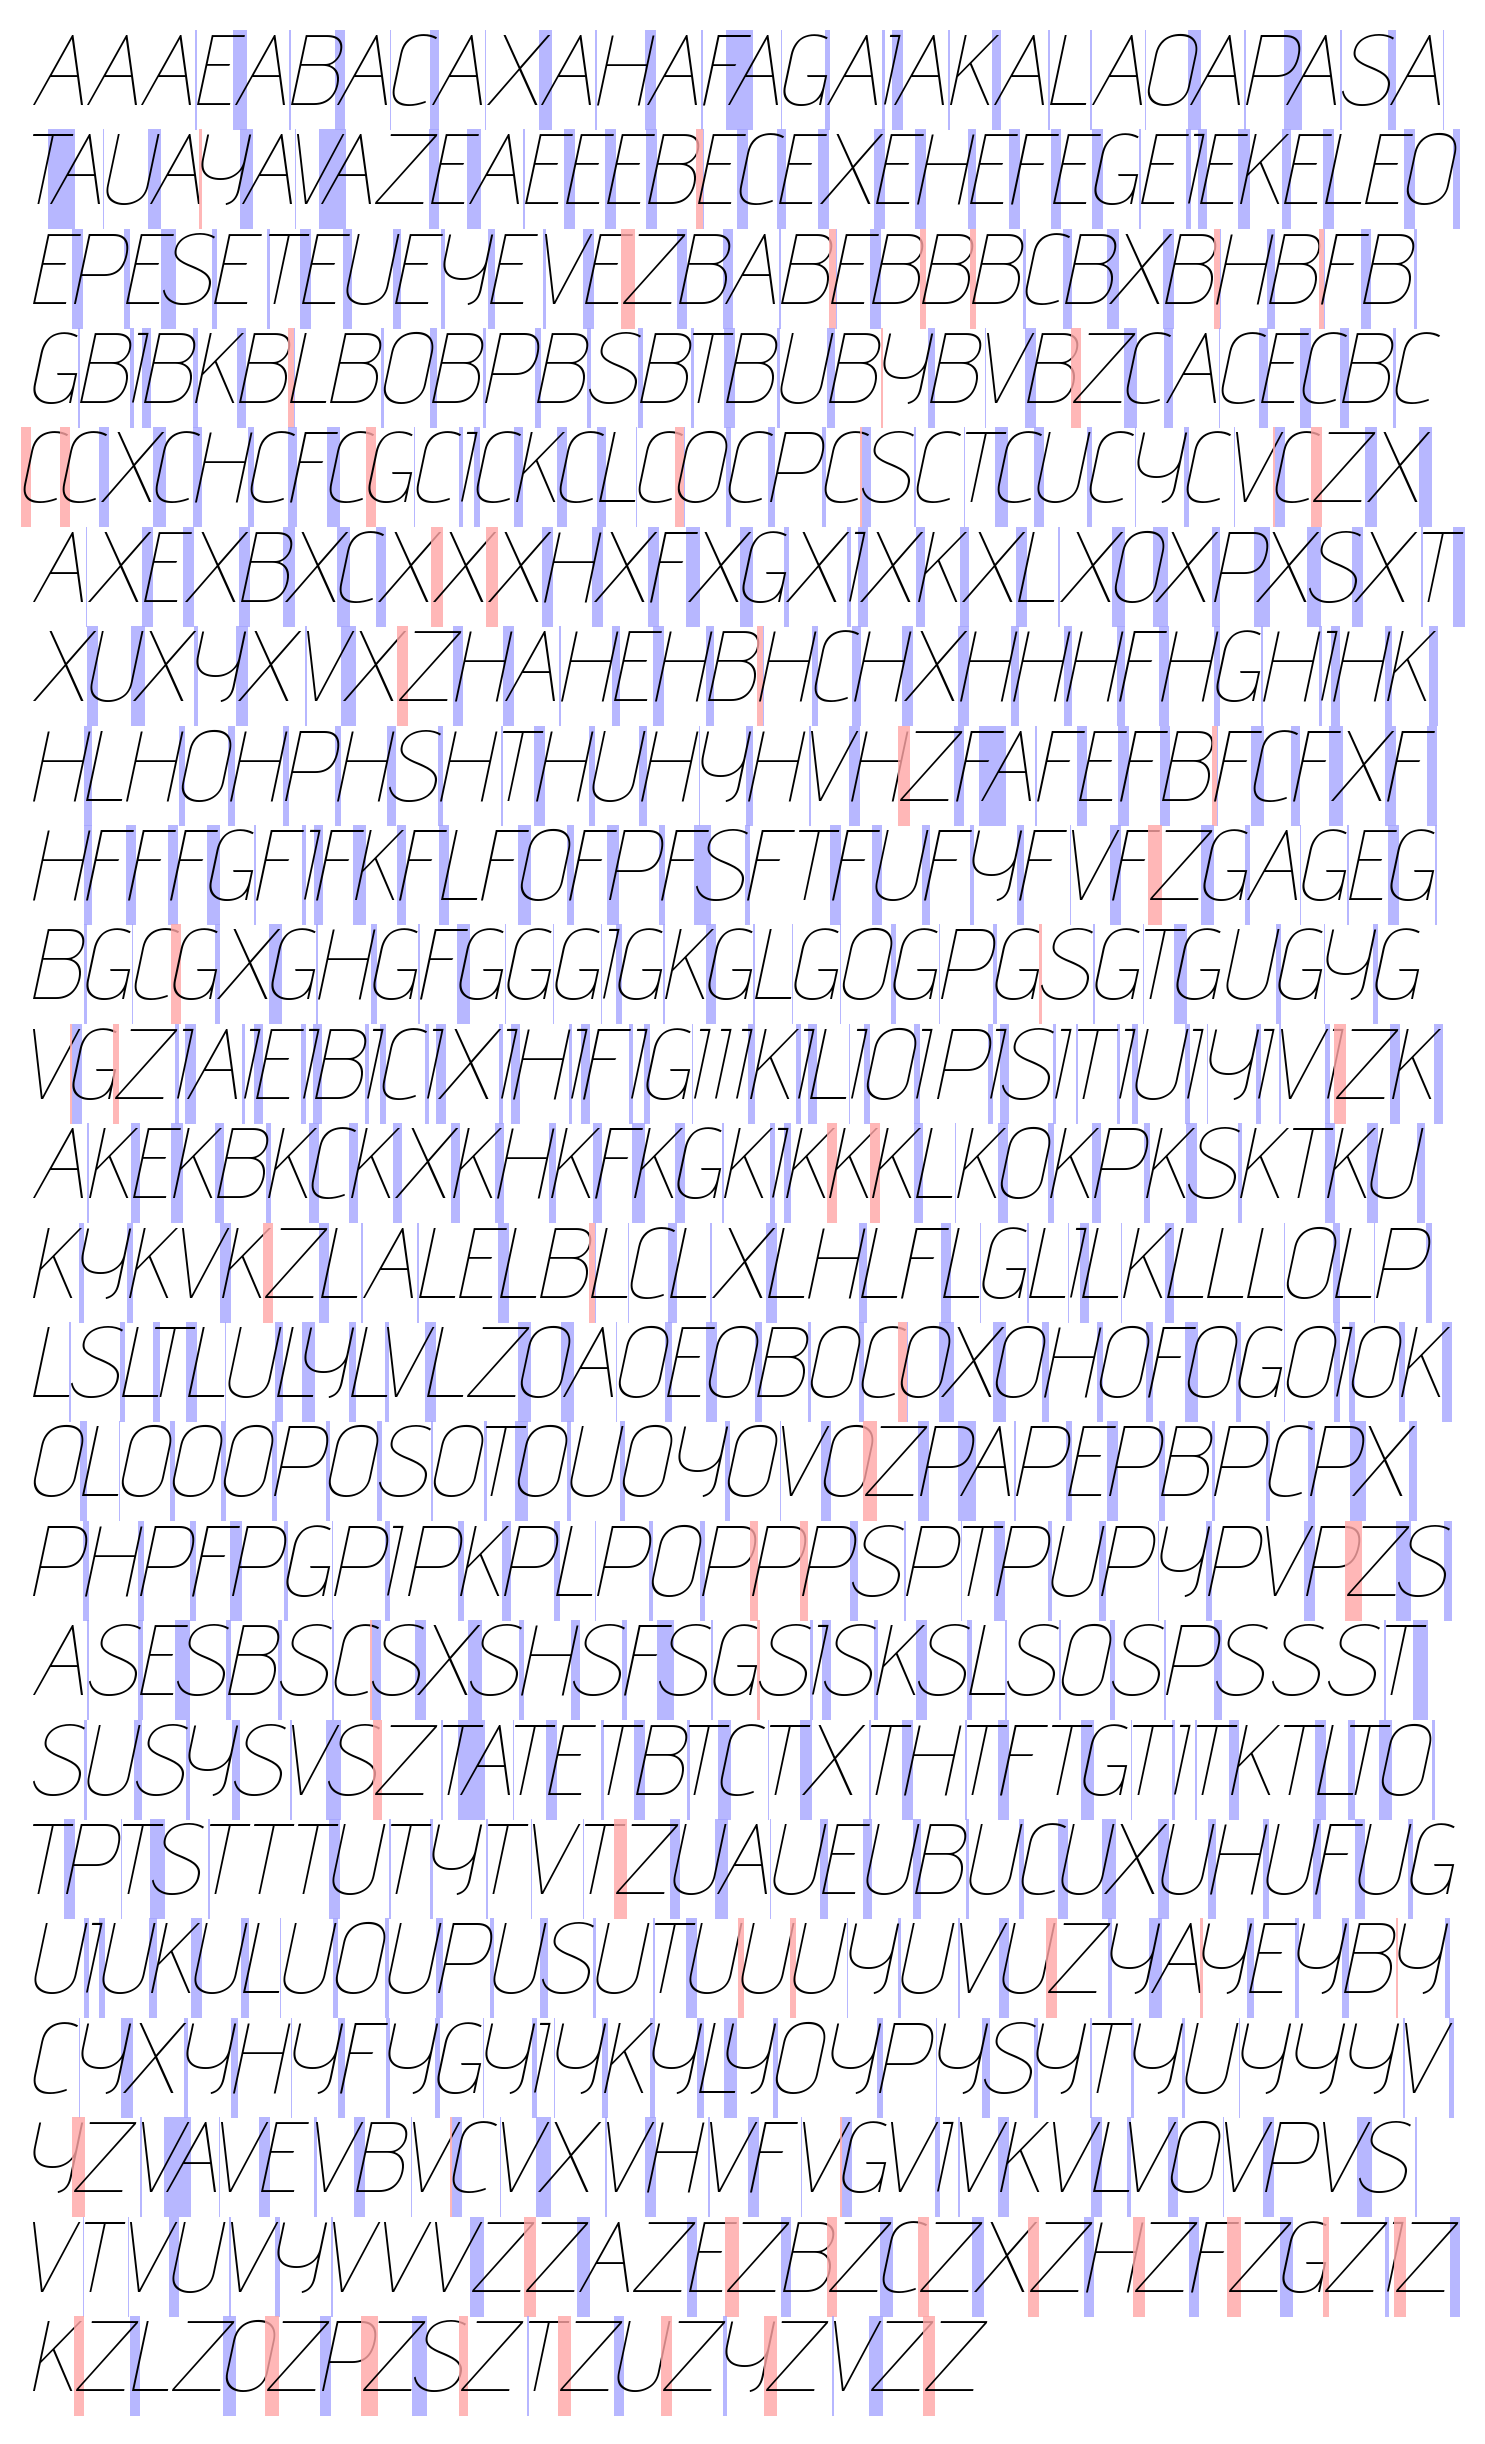 AAAEABACAXAHAFAGAIAKALAOAPASA
TAUAYAVAZEAEEEBECEXEHEFEGEIEKELEO
EPESETEUEYEVEZBABEBBBCBXBHBFB
GBIBKBLBOBPBSBTBUBYBVBZCACECBC
CCXCHCFCGCICKCLCOCPCSCTCUCYCVCZX
AXEXBXCXXXHXFXGXIXKXLXOXPXSXT
XUXYXVXZHAHEHBHCHXHHHFHGHIHK
HLHOHPHSHTHUHYHVHZFAFEFBFCFXF
HFFFGFIFKFLFOFPFSFTFUFYFVFZGAGEG
BGCGXGHGFGGGIGKGLGOGPGSGTGUGYG
VGZIAIEIBICIXIHIFIGIIIKILIOIPISITIUIYIVIZK
AKEKBKCKXKHKFKGKIKKKLKOKPKSKTKU
KYKVKZLALELBLCLXLHLFLGLILKLLLOLP
LSLTLULYLVLZOAOEOBOCOXOHOFOGOIOK
OLOOOPOSOTOUOYOVOZPAPEPBPCPX
PHPFPGPIPKPLPOPPPSPTPUPYPVPZS
ASESBSCSXSHSFSGSISKSLSOSPSSST
SUSYSVSZTATETBTCTXTHTFTGTITKTLTO
TPTSTTTUTYTVTZUAUEUBUCUXUHUFUG
UIUKULUOUPUSUTUUUYUVUZYAYEYBY
CYXYHYFYGYIYKYLYOYPYSYTYUYYYV
YZVAVEVBVCVXVHVFVGVIVKVLVOVPVS
VTVUVYVVVZZAZEZBZCZXZHZFZGZIZ
KZLZOZPZSZTZUZYZVZZ